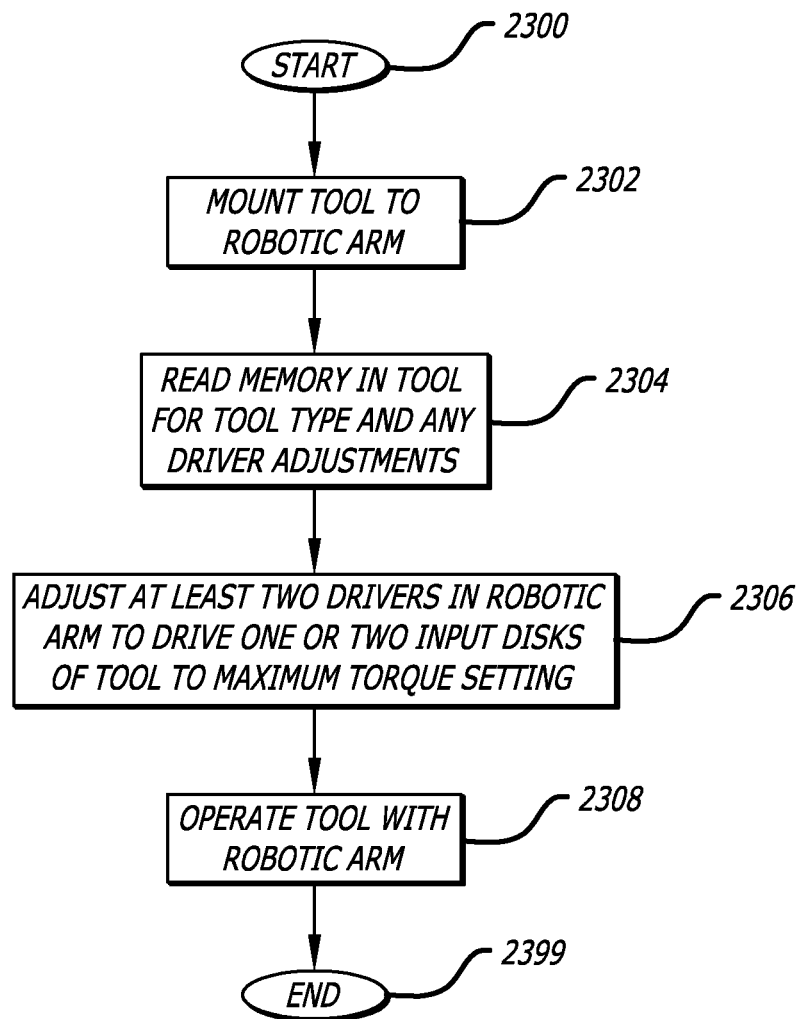 2300
START
2302
MOUNT TOOL TO
ROBOTIC ARM
2304
READ MEMORY IN TOOL
FOR TOOL TYPE AND ANY
DRIVER ADJUSTMENTS
2306
ADJUST AT LEAST TWO DRIVERS IN ROBOTIC
ARM TO DRIVE ONE OR TWO INPUT DISKS
OF TOOL TO MAXIMUM TORQUE SETTING
2308
OPERATE TOOL WITH
ROBOTIC ARM
2399
END